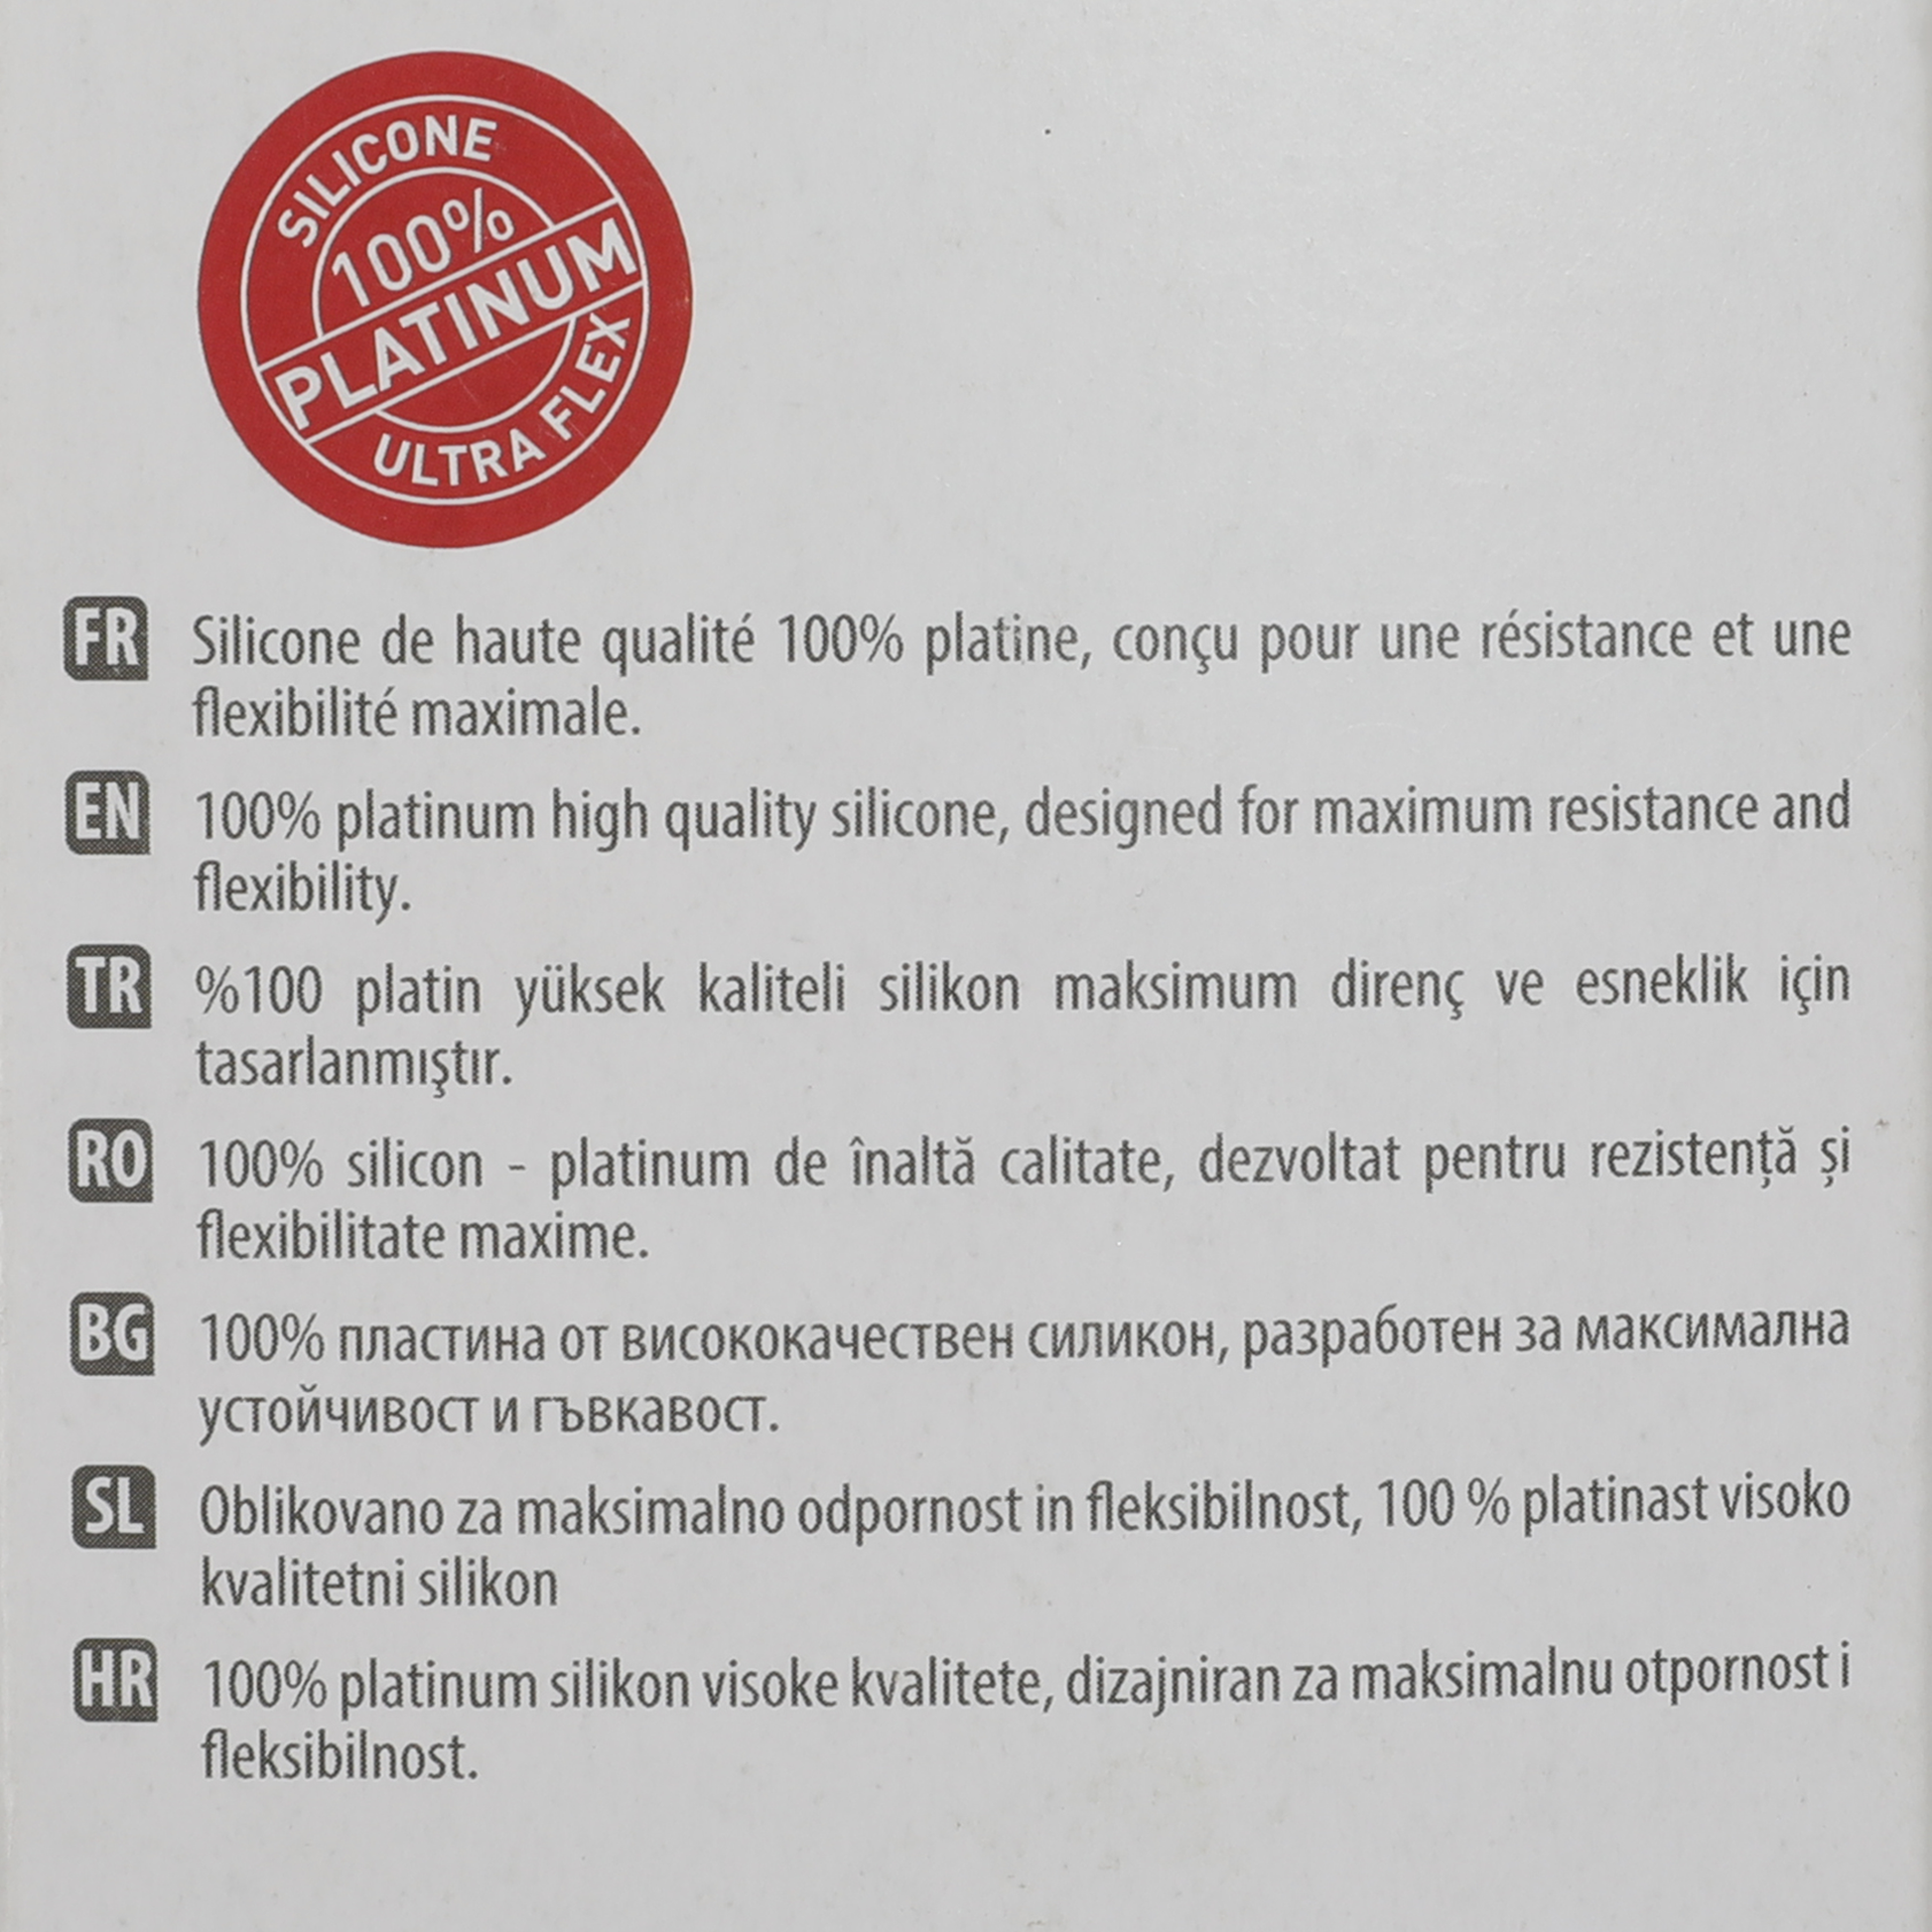 SILICONE
100%
PLATINUM
ULTRA FLEX
FR Silicone de haute qualité 100% platine, conçu pour une résistance et une
flexibilité maximale.
EN 100% platinum high quality silicone, designed for maximum resistance and
flexibility.
TR %100 platin yüksek kaliteli silikon maksimum direnç ve esneklik için
tasarlanmıştır.
RO 100% silicon - platinum de înaltă calitate, dezvoltat pentru rezistență și
flexibilitate maxime.
BG 100% пластина от висококачествен силикон, разработен за максимална
устойчивост и гъвкавост.
SL Oblikovano za maksimalno odpornost in fleksibilnost, 100 % platinast visoko
kvalitetni silikon
HR 100% platinum silikon visoke kvalitete, dizajniran za maksimalnu otpornost i
fleksibilnost.